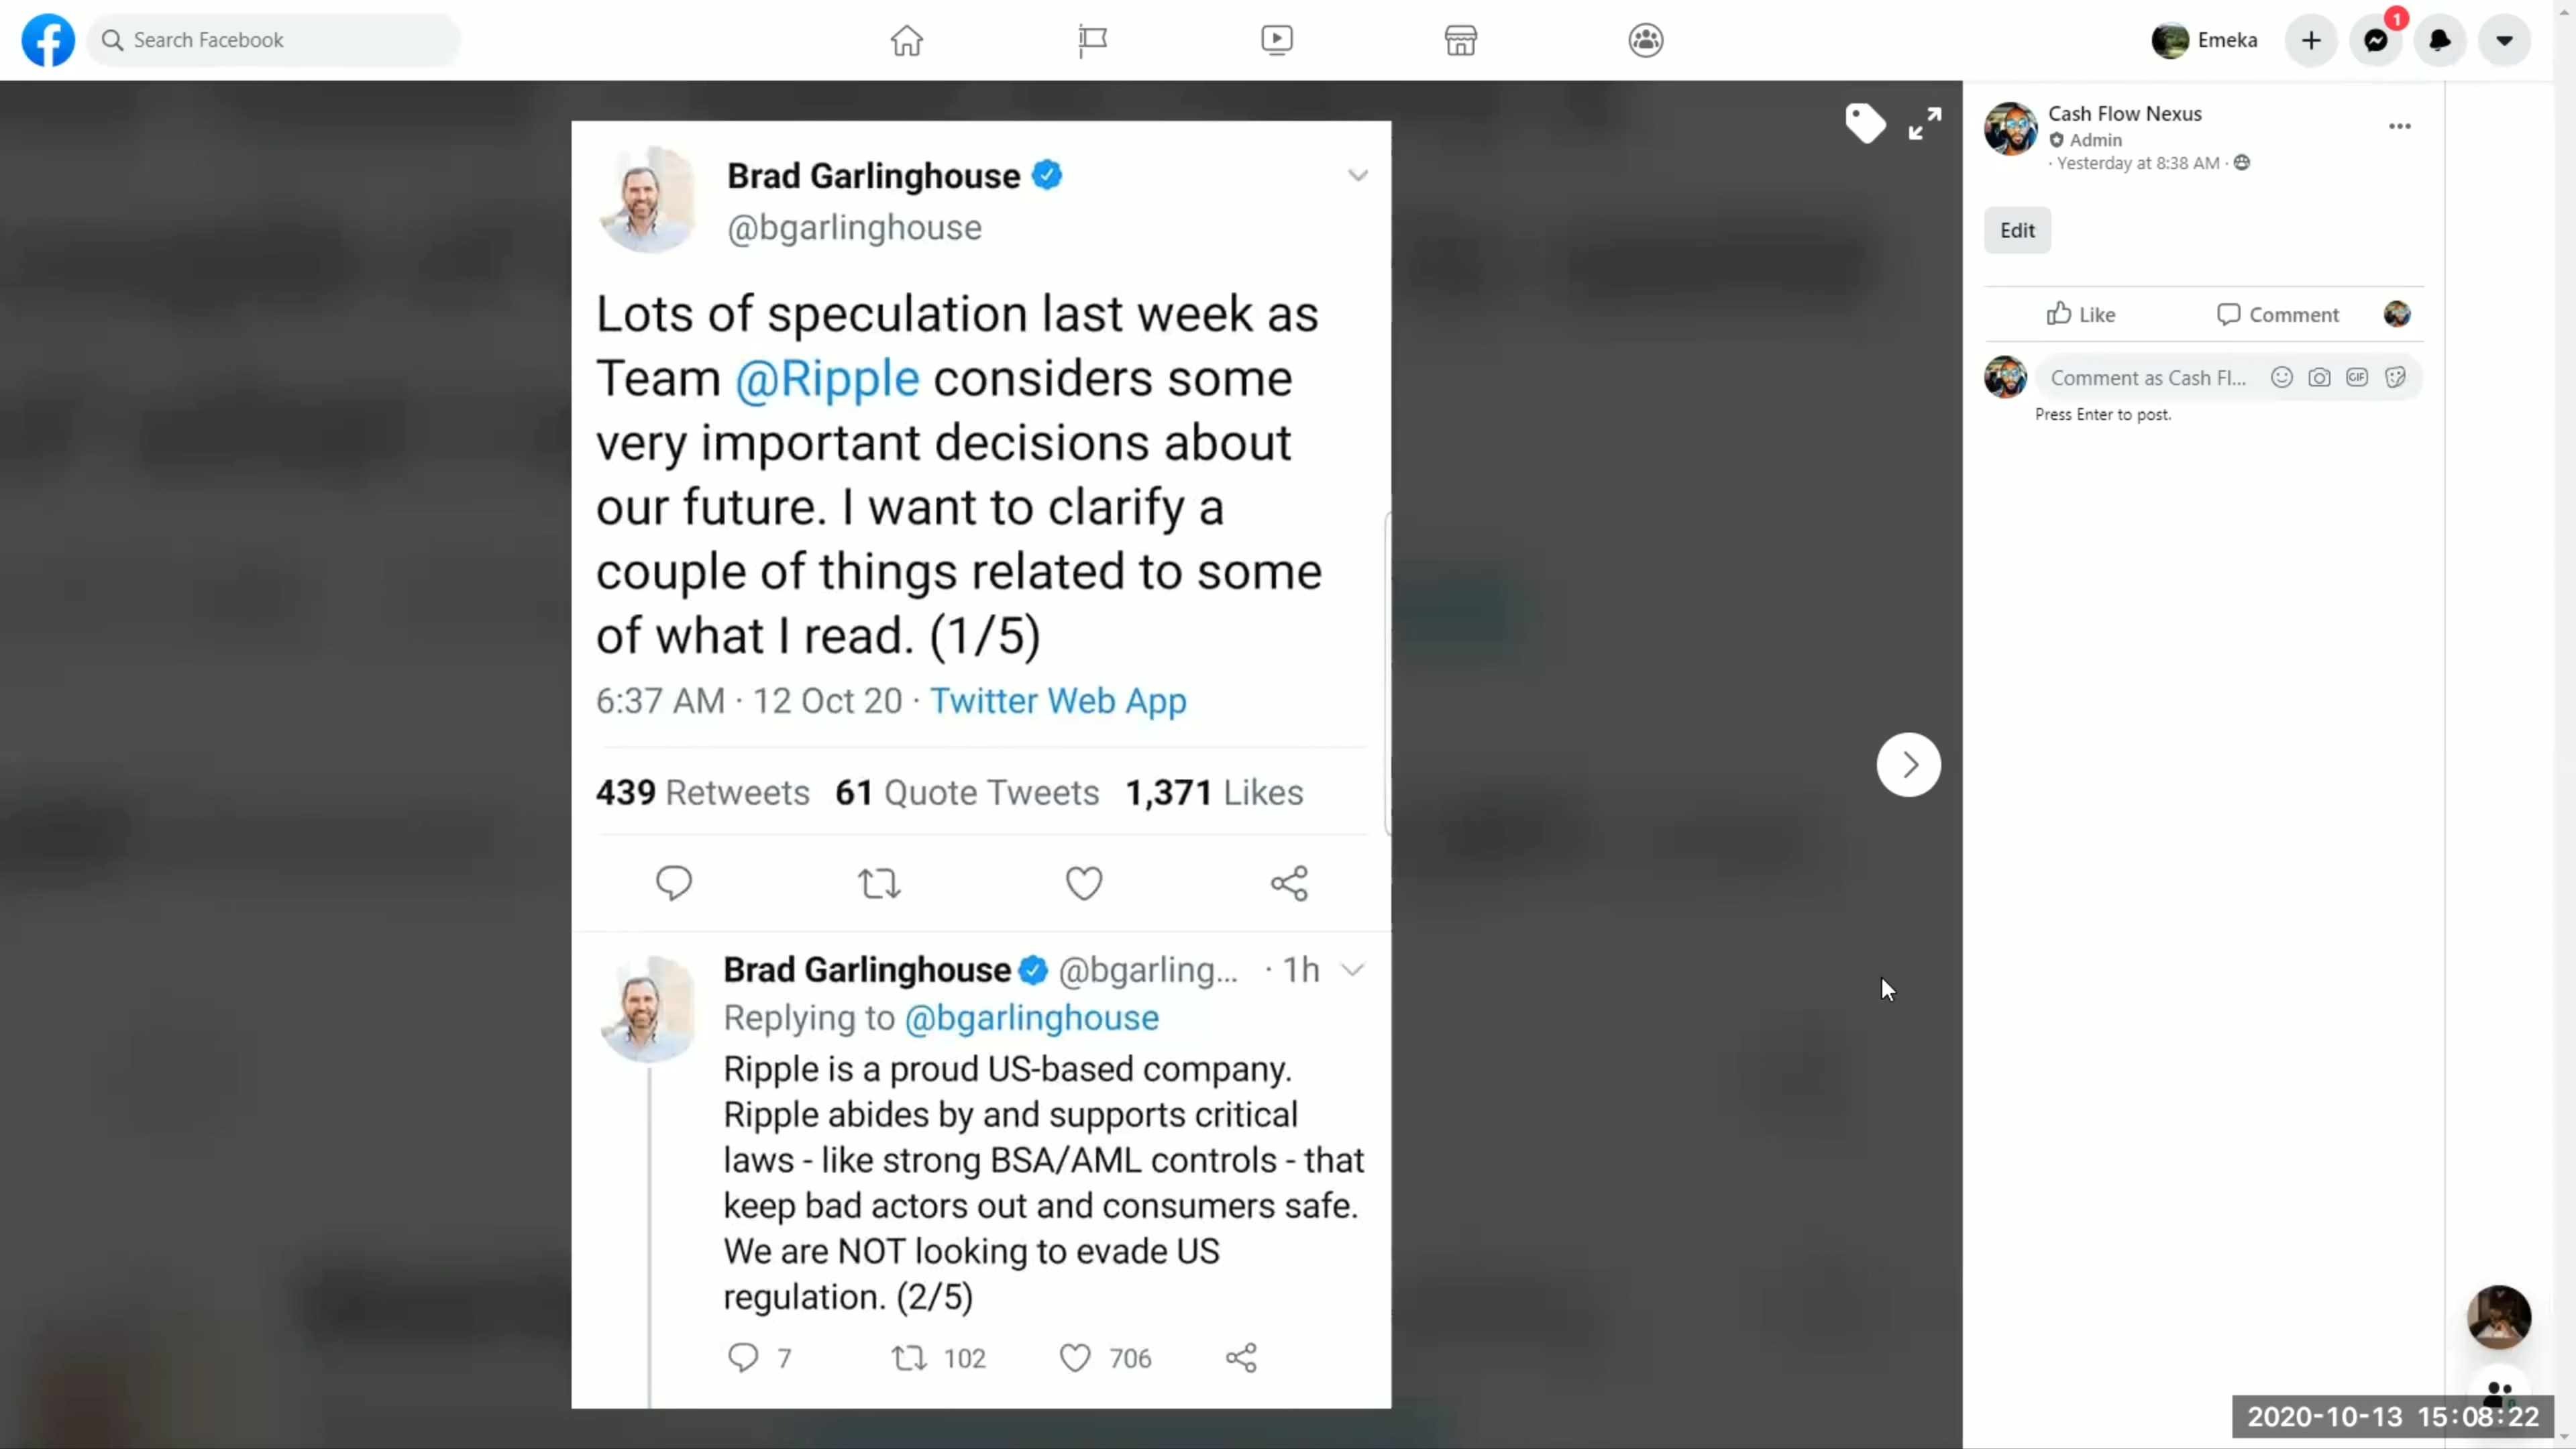 Search Facebook
Emeka
1
Brad Garlinghouse
@bgarlinghouse
Lots of speculation last week as
Team @Ripple considers some
very important decisions about
our future. I want to clarify a
couple of things related to some
of what I read. (1/5)
6:37 AM · 12 Oct 20 · Twitter Web App
439 Retweets 61 Quote Tweets 1,371 Likes
Brad Garlinghouse @bgarling... · 1h
Replying to @bgarlinghouse
Ripple is a proud US-based company.
Ripple abides by and supports critical
laws - like strong BSA/AML controls - that
keep bad actors out and consumers safe.
We are NOT looking to evade US
regulation. (2/5)
7 102 706
Cash Flow Nexus
Admin
· Yesterday at 8:38 AM ·
Edit
Like Comment
Comment as Cash Fl...
GIF
Press Enter to post.
2020-10-13 15:08:22